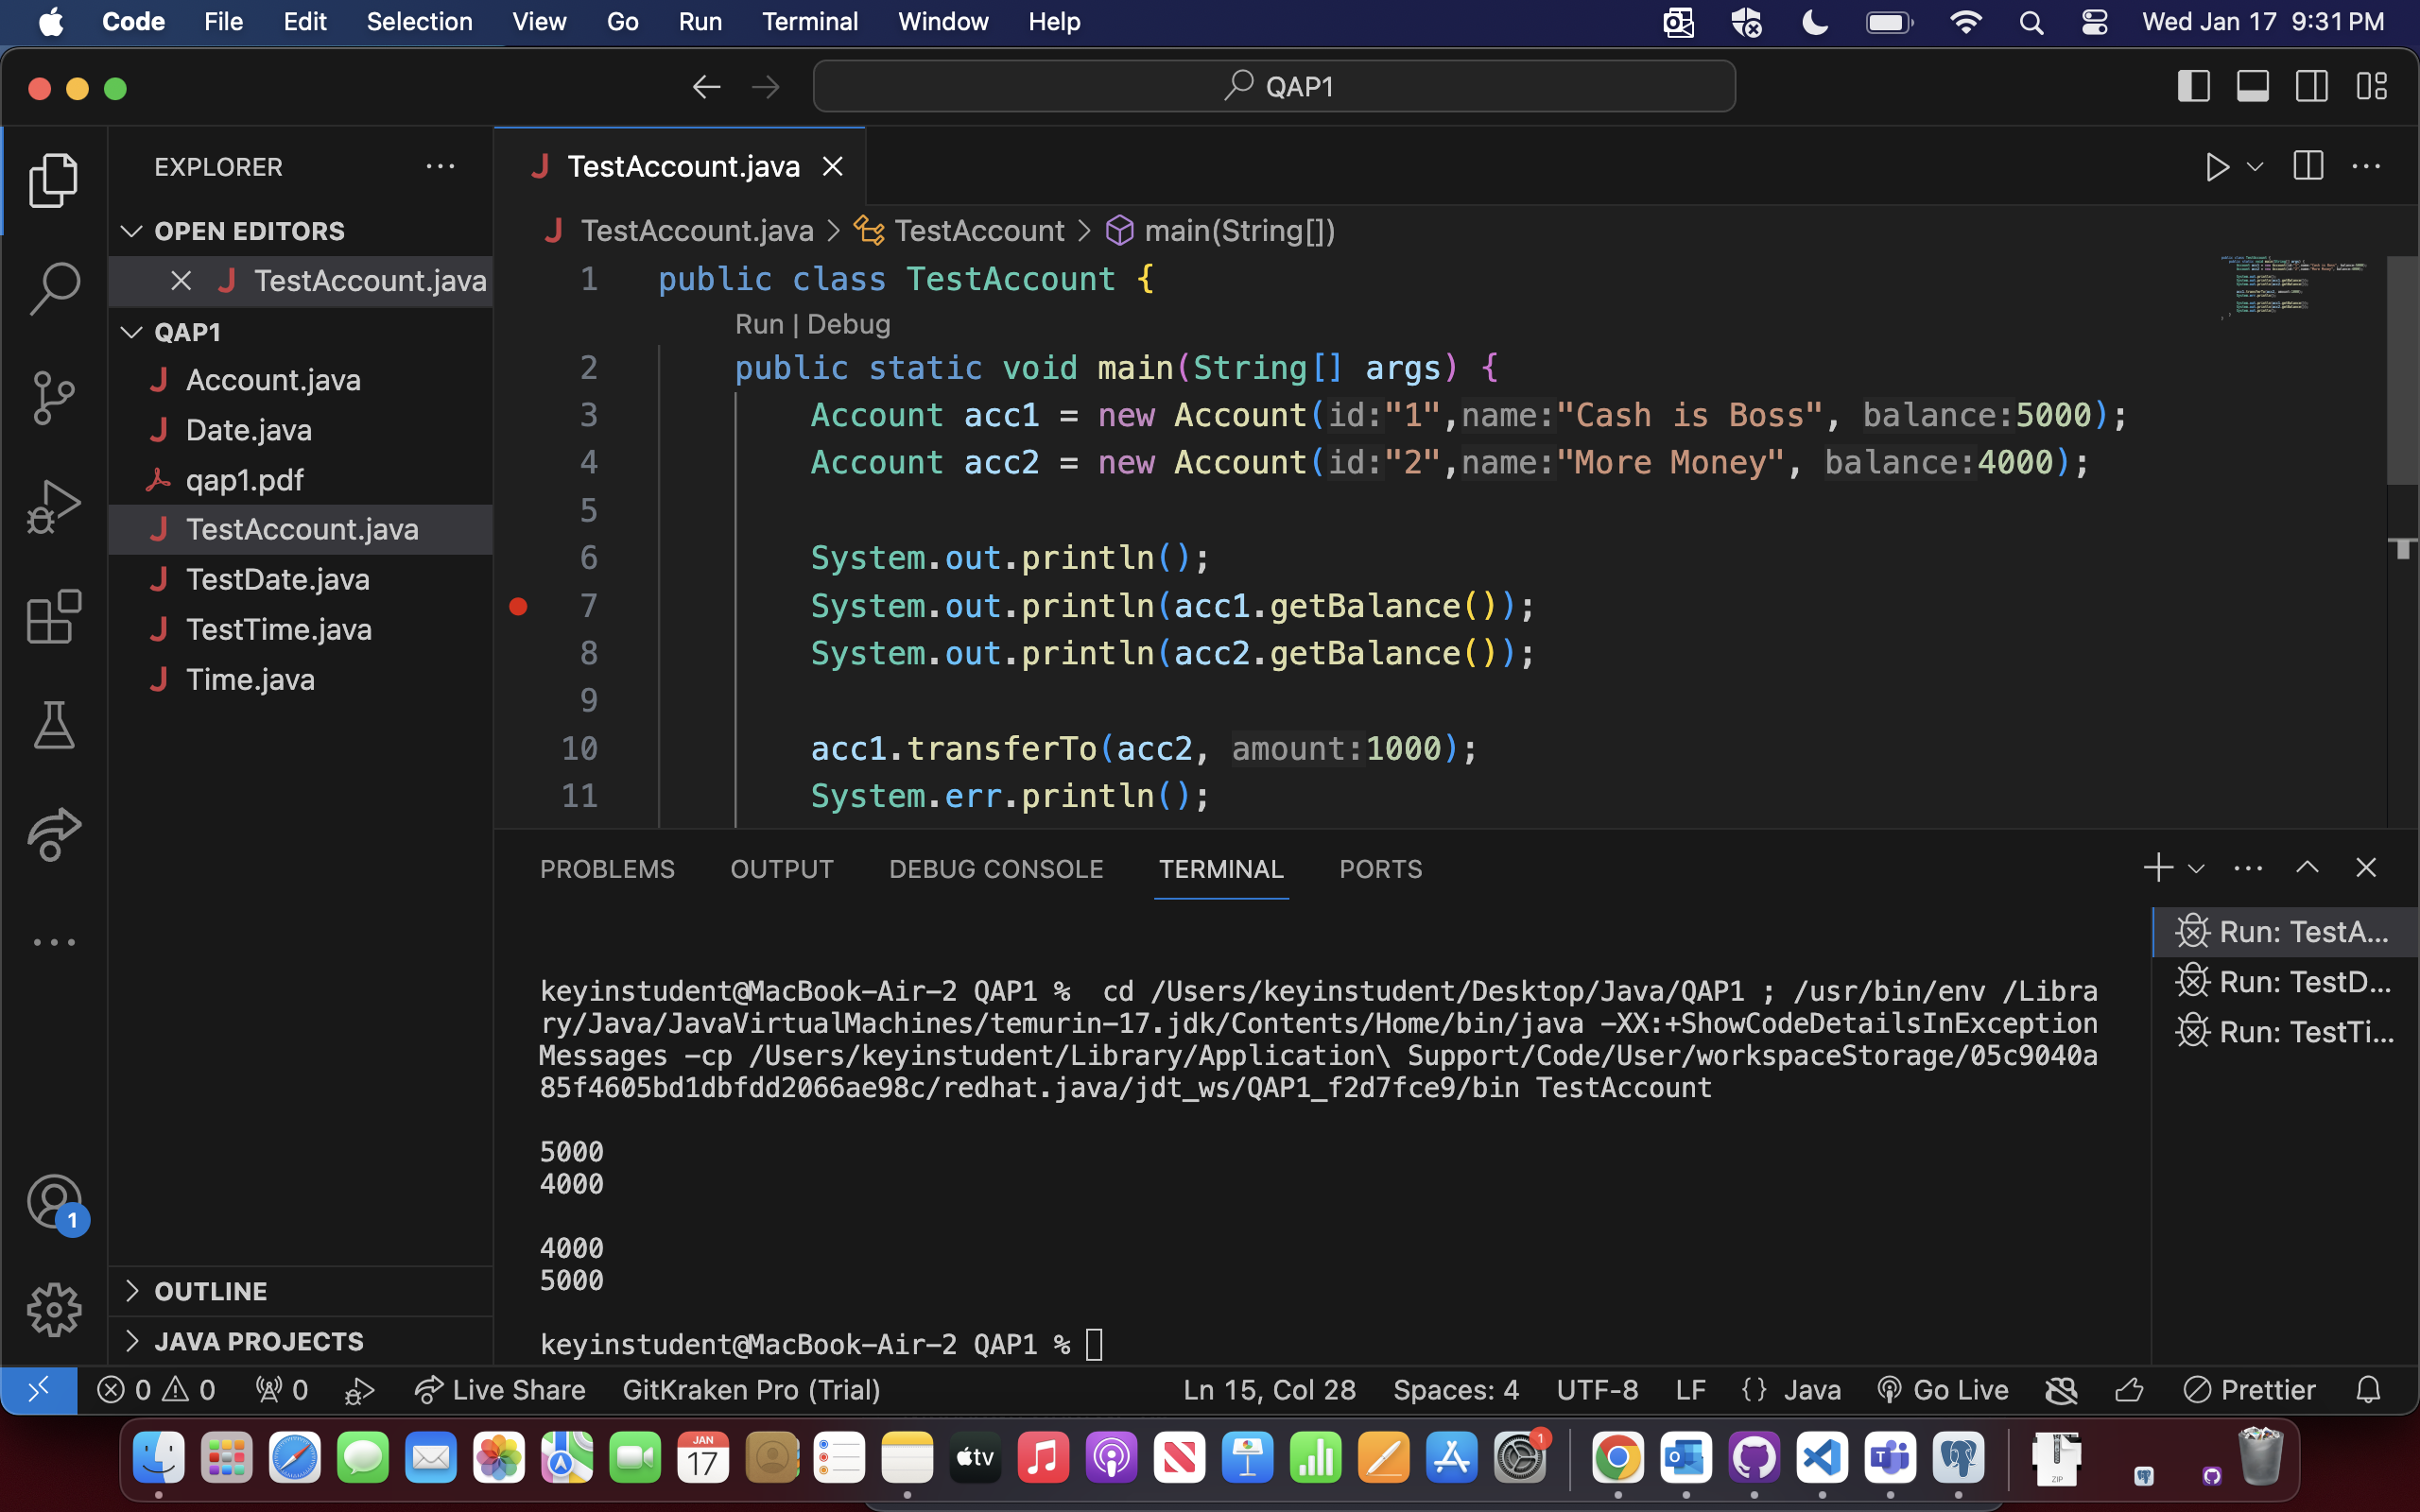 Code File Edit Selection View Go Run Terminal Window Help Wed Jan 17 9:31 PM
QAP1
EXPLORER
TestAccount.java
OPEN EDITORS
TestAccount.java
QAP1
Account.java
Date.java
qap1.pdf
TestAccount.java
TestDate.java
TestTime.java
Time.java
OUTLINE
JAVA PROJECTS
1
TestAccount.java > TestAccount > main(String[])
1 public class TestAccount {
Run | Debug
2 public static void main(String[] args) {
3 Account acc1 = new Account(id:"1",name:"Cash is Boss", balance:5000);
4 Account acc2 = new Account(id:"2",name:"More Money", balance:4000);
5
6 System.out.println();
7 System.out.println(acc1.getBalance());
8 System.out.println(acc2.getBalance());
9
10 acc1.transferTo(acc2, amount:1000);
11 System.err.println();
PROBLEMS OUTPUT DEBUG CONSOLE TERMINAL PORTS
keyinstudent@MacBook-Air-2 QAP1 %  cd /Users/keyinstudent/Desktop/Java/QAP1 ; /usr/bin/env /Libra
ry/Java/JavaVirtualMachines/temurin-17.jdk/Contents/Home/bin/java -XX:+ShowCodeDetailsInException
Messages -cp /Users/keyinstudent/Library/Application\ Support/Code/User/workspaceStorage/05c9040a
85f4605bd1dbfdd2066ae98c/redhat.java/jdt_ws/QAP1_f2d7fce9/bin TestAccount
5000
4000
4000
5000
keyinstudent@MacBook-Air-2 QAP1 %
Run: TestA...
Run: TestD...
Run: TestTi...
0 0 0 Live Share GitKraken Pro (Trial) Ln 15, Col 28 Spaces: 4 UTF-8 LF {} Java Go Live Prettier
JAN
17
tv
1
ZIP